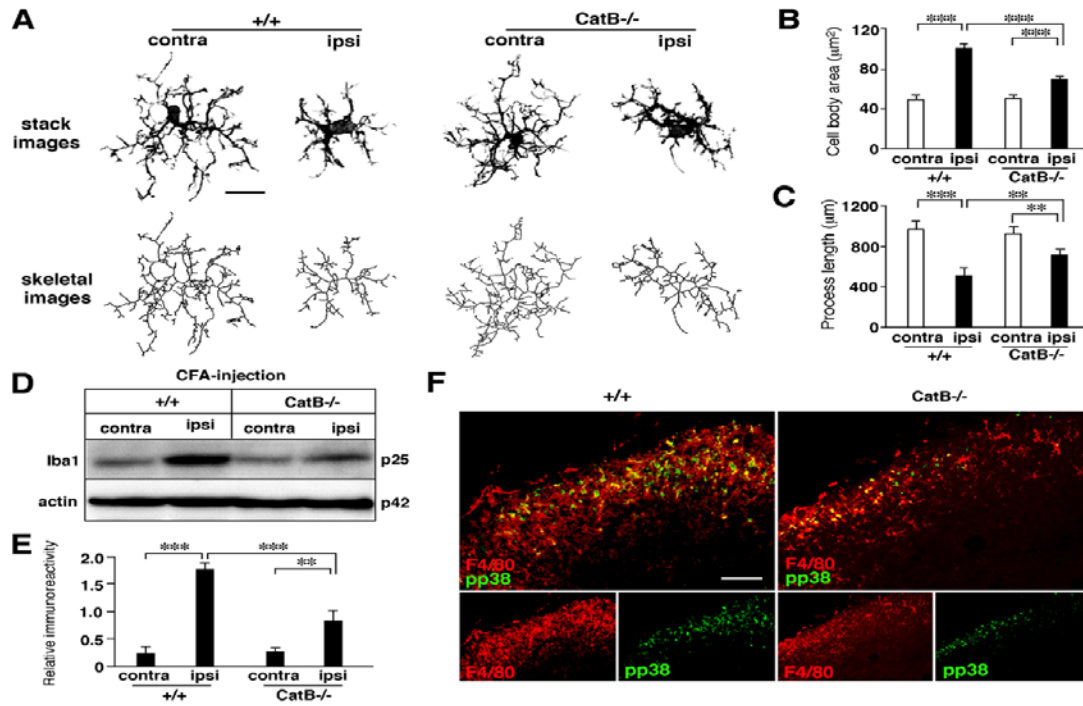 A
+/+
CatB-/-
contra ipsi
contra ipsi
stack images
skeletal images
B
Cell body area (μm²)
120
80
40
0
*** ***
***
contra ipsi contra ipsi
+/+ CatB-/-
C
Process length (μm)
1200
800
400
0
*** **
**
contra ipsi contra ipsi
+/+ CatB-/-
D
CFA-injection
+/+ CatB-/-
contra ipsi contra ipsi
Iba1 p25
actin p42
E
Relative immunoreactivity
2.0
1.5
1.0
0.5
0
*** ***
**
contra ipsi contra ipsi
+/+ CatB-/-
F
+/+ CatB-/-
F4/80
pp38
F4/80
pp38
F4/80
pp38
F4/80
pp38